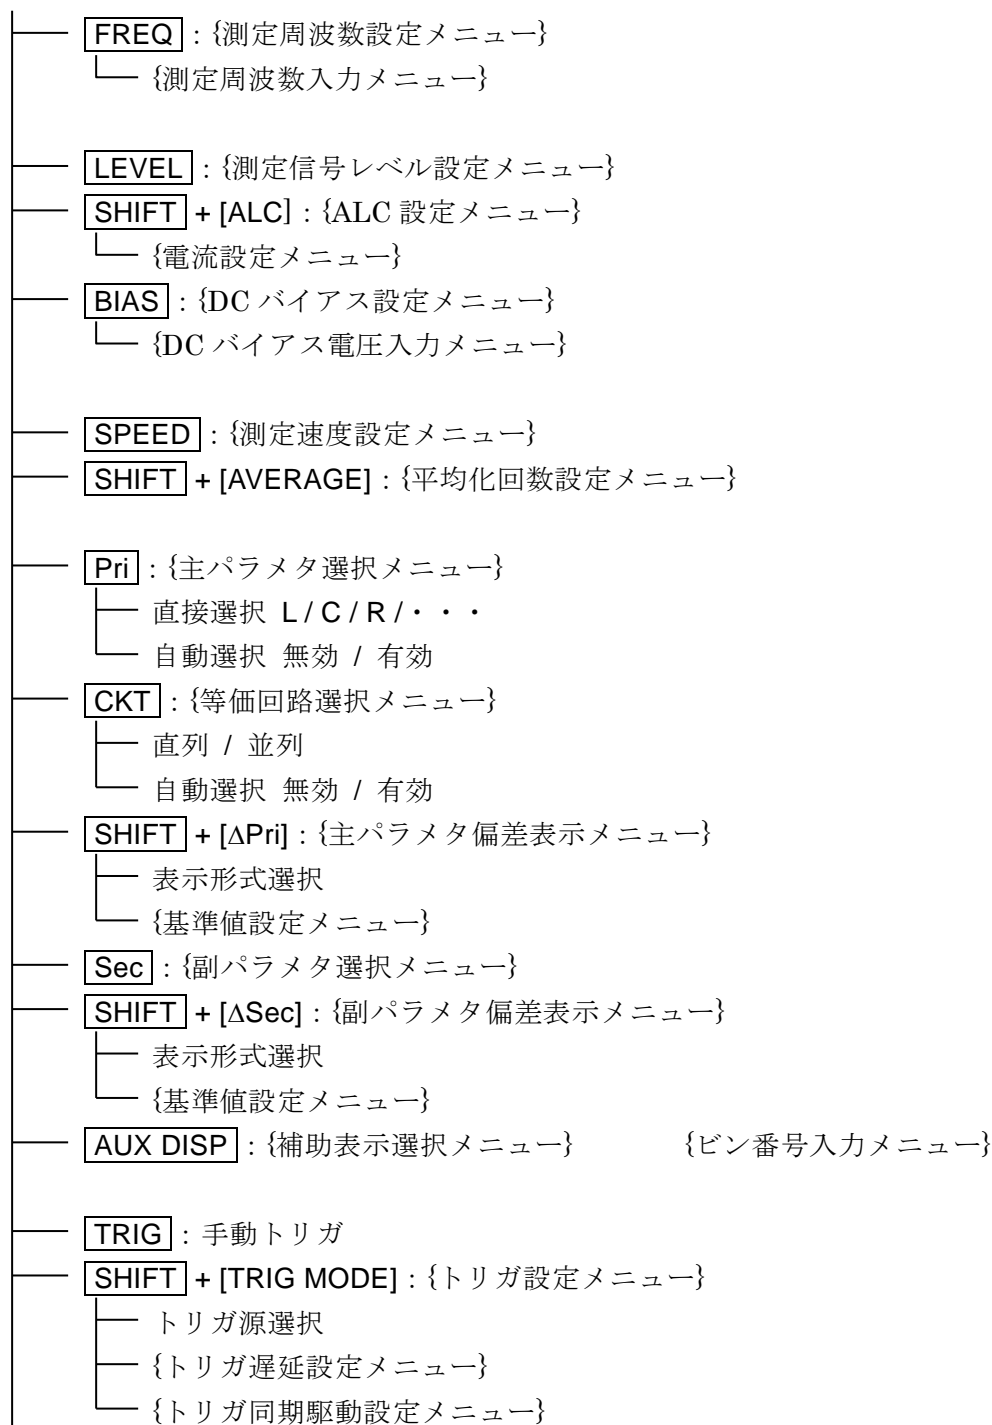 FREQ : {測定周波数設定メニュー}
{測定周波数入力メニュー}
LEVEL : {測定信号レベル設定メニュー}
SHIFT + [ALC] : {ALC 設定メニュー}
{電流設定メニュー}
BIAS : {DC バイアス設定メニュー}
{DC バイアス電圧入力メニュー}
SPEED : {測定速度設定メニュー}
SHIFT + [AVERAGE] : {平均化回数設定メニュー}
Pri : {主パラメタ選択メニュー}
直接選択 L / C / R /・・・
自動選択 無効 / 有効
CKT : {等価回路選択メニュー}
直列 / 並列
自動選択 無効 / 有効
SHIFT + [ΔPri] : {主パラメタ偏差表示メニュー}
表示形式選択
{基準値設定メニュー}
Sec : {副パラメタ選択メニュー}
SHIFT + [ΔSec] : {副パラメタ偏差表示メニュー}
表示形式選択
{基準値設定メニュー}
AUX DISP : {補助表示選択メニュー} {ビン番号入力メニュー}
TRIG : 手動トリガ
SHIFT + [TRIG MODE] : {トリガ設定メニュー}
トリガ源選択
{トリガ遅延設定メニュー}
{トリガ同期駆動設定メニュー}